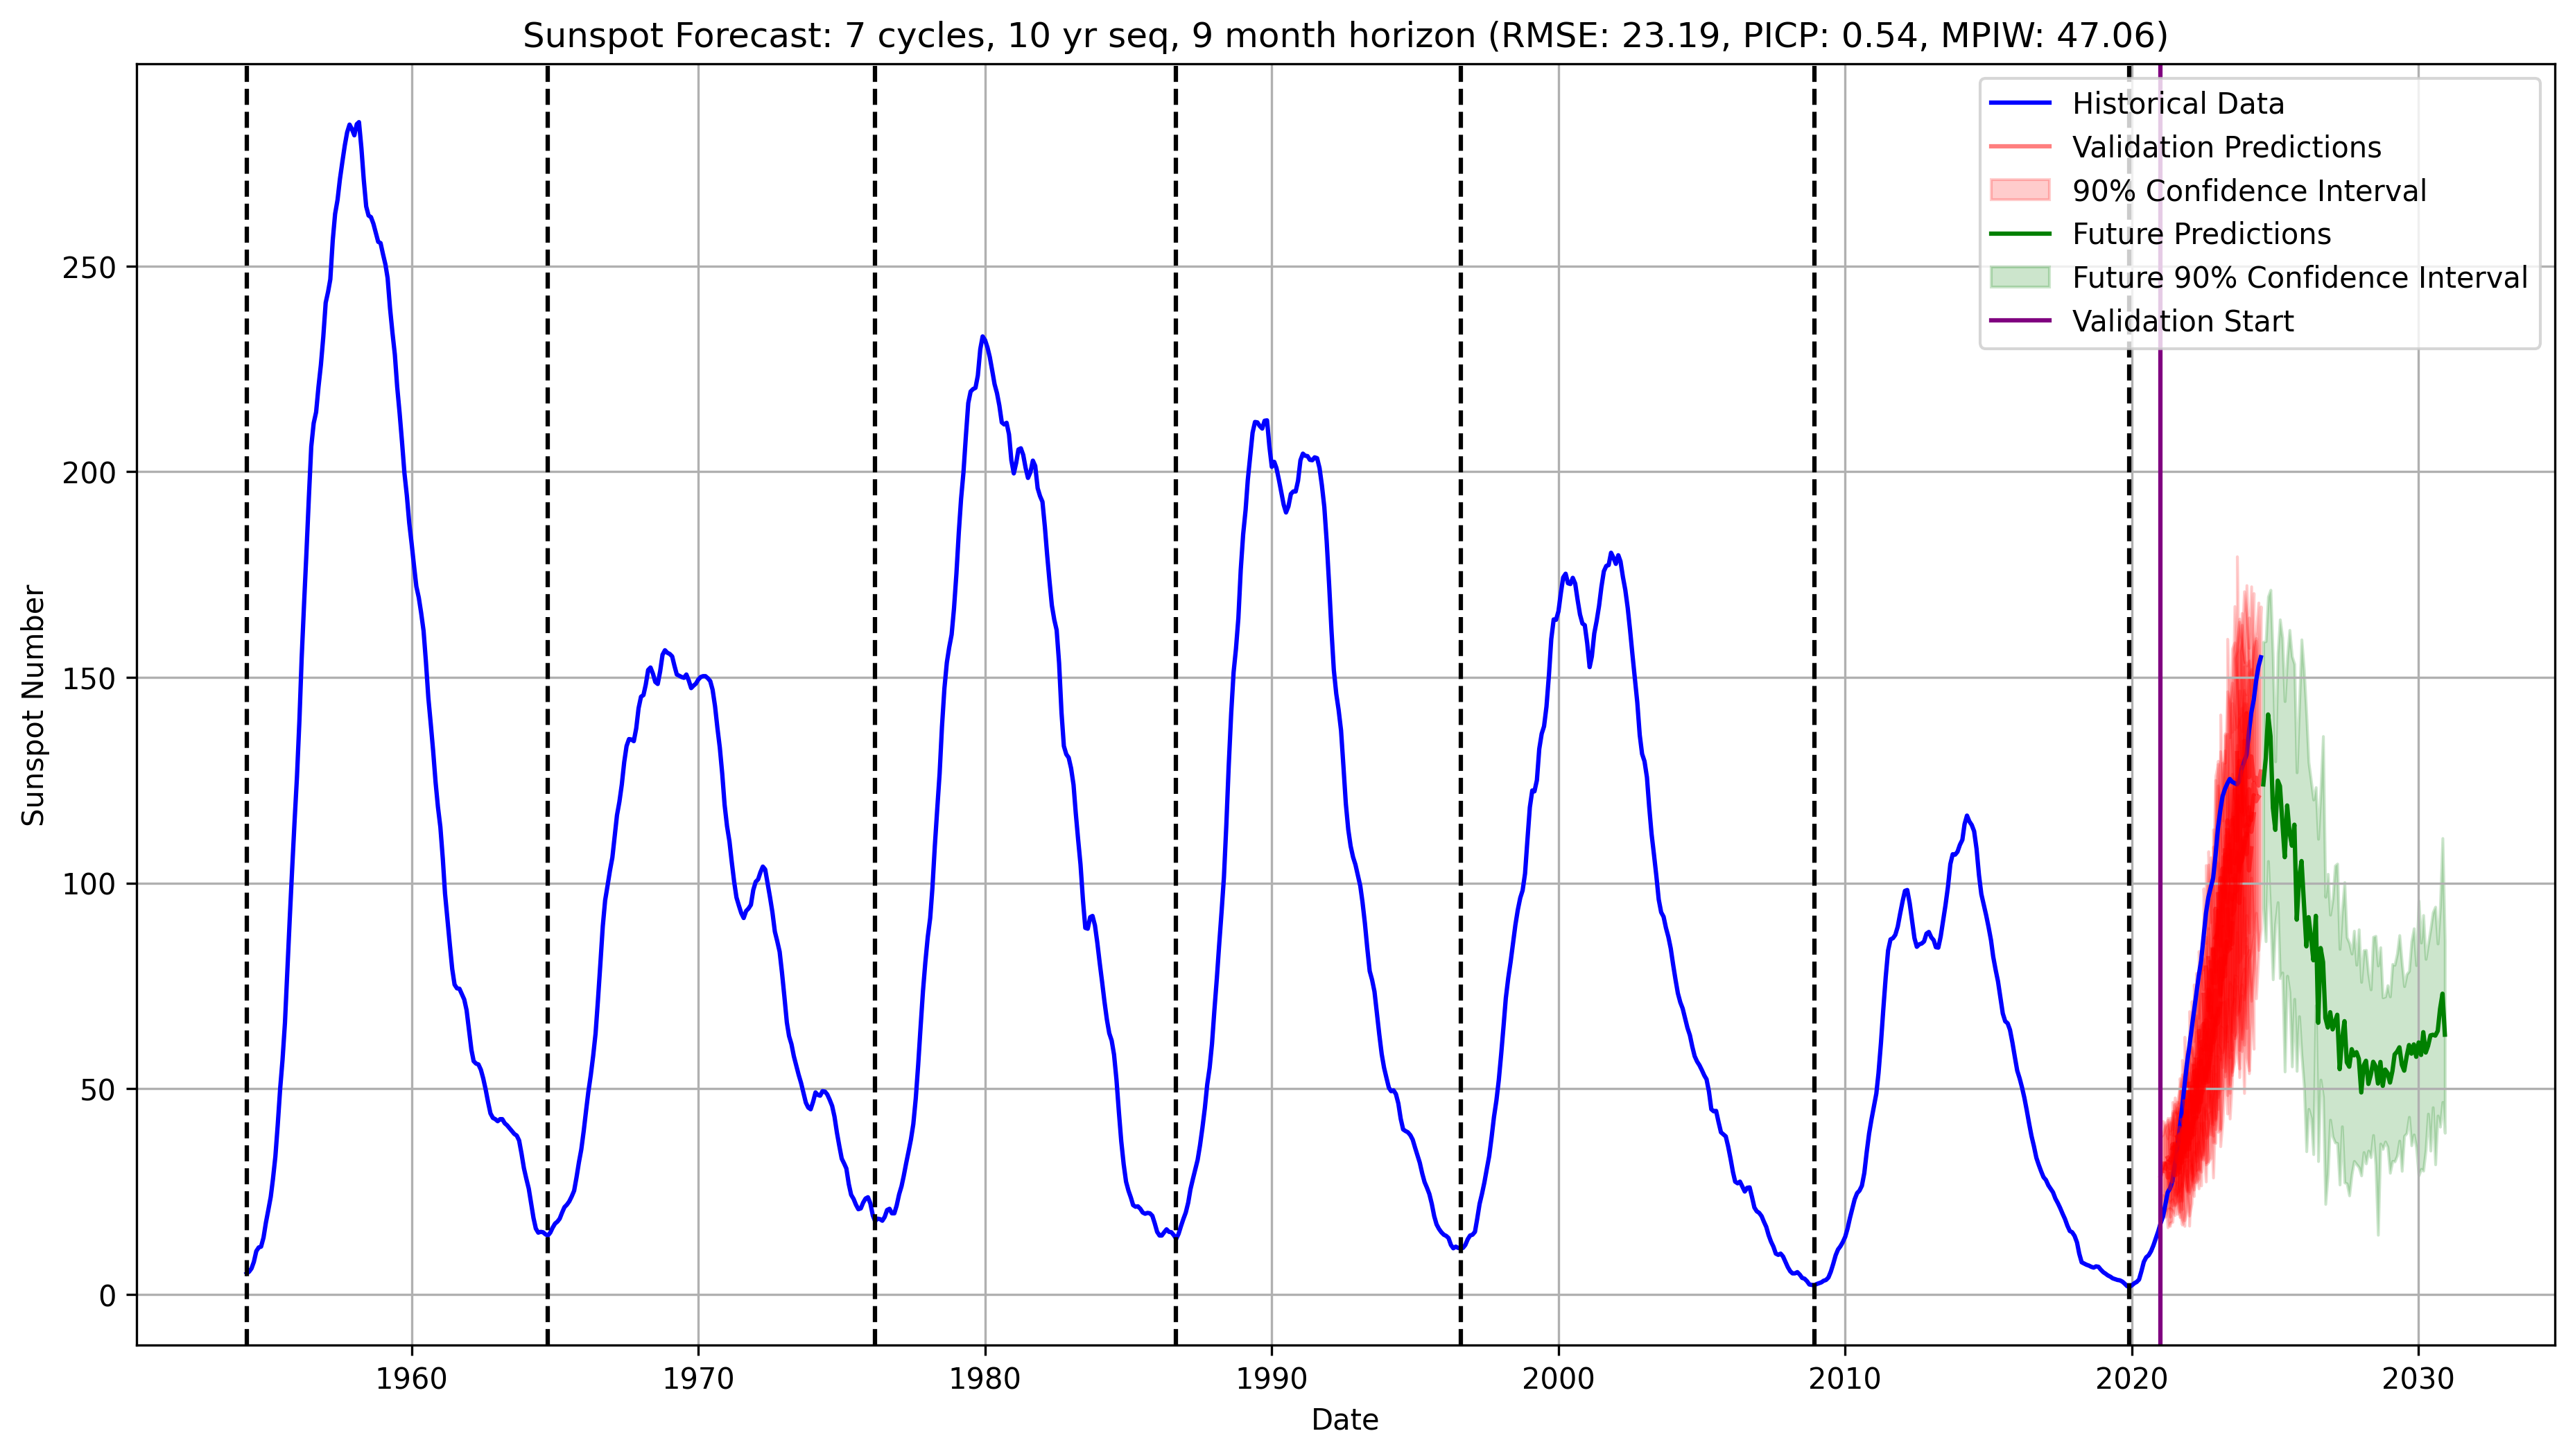 Sunspot Forecast: 7 cycles, 10 yr seq, 9 month horizon (RMSE: 23.19, PICP: 0.54, MPIW: 47.06)
Historical Data
Validation Predictions
90% Confidence Interval
Future Predictions
Future 90% Confidence Interval
Validation Start
Sunspot Number
250
200
150
100
50
0
1960
1970
1980
1990
2000
2010
2020
2030
Date